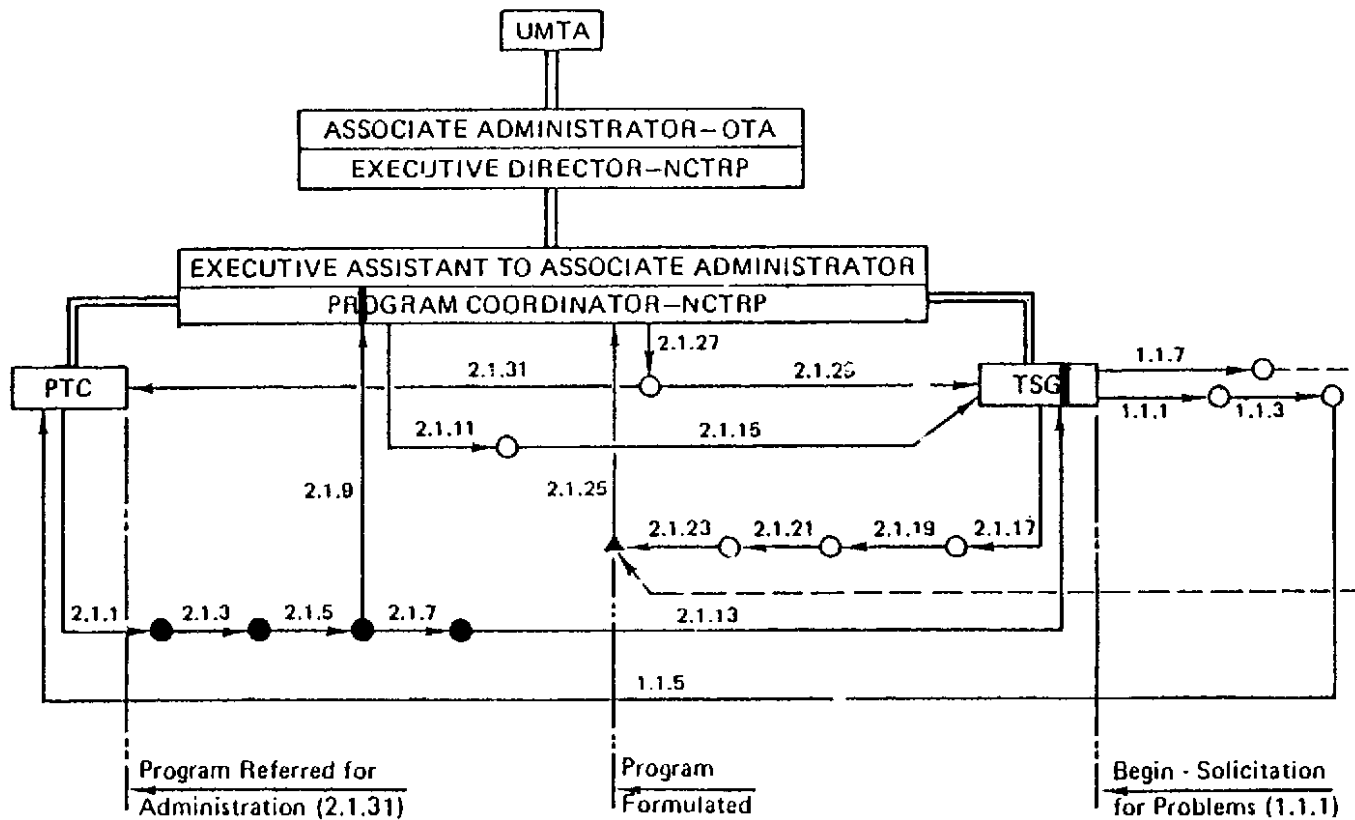 UMTA
ASSOCIATE ADMINISTRATOR–OTA
EXECUTIVE DIRECTOR–NCTRP
EXECUTIVE ASSISTANT TO ASSOCIATE ADMINISTRATOR
PROGRAM COORDINATOR–NCTRP
2.1.27
1.1.7
PTC
2.1.31
TSG
1.1.1
1.1.3
2.1.11
2.1.15
2.1.9
2.1.25
2.1.23
2.1.21
2.1.19
2.1.17
2.1.1
2.1.3
2.1.5
2.1.7
2.1.13
1.1.5
Program Referred for
Administration (2.1.31)
Program
Formulated
Begin - Solicitation
for Problems (1.1.1)